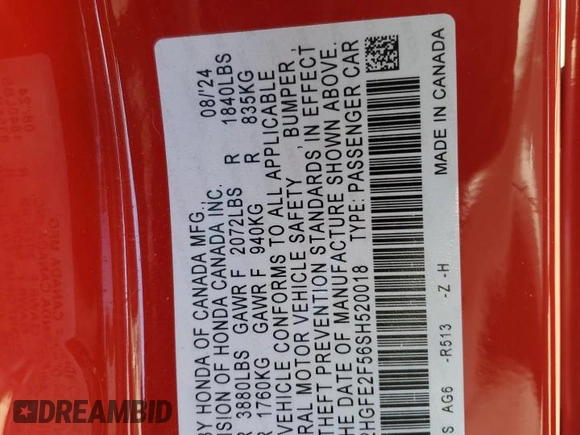 BY HONDA OF CANADA MFG., 08/'24
ISION OF HONDA CANADA INC.
R 3880LBS GAWR F 2072LBS R 1840LBS
R 1760KG GAWR F 940KG R 835KG
VEHICLE CONFORMS TO ALL APPLICABLE
RAL MOTOR VEHICLE SAFETY , BUMPER ,
THEFT PREVENTION STANDARDS IN EFFECT
THE DATE OF MANUFACTURE SHOWN ABOVE.
2HGFE2F56SH520018 TYPE: PASSENGER CAR
S AG6 -R513 -Z -H MADE IN CANADA
DREAMBID